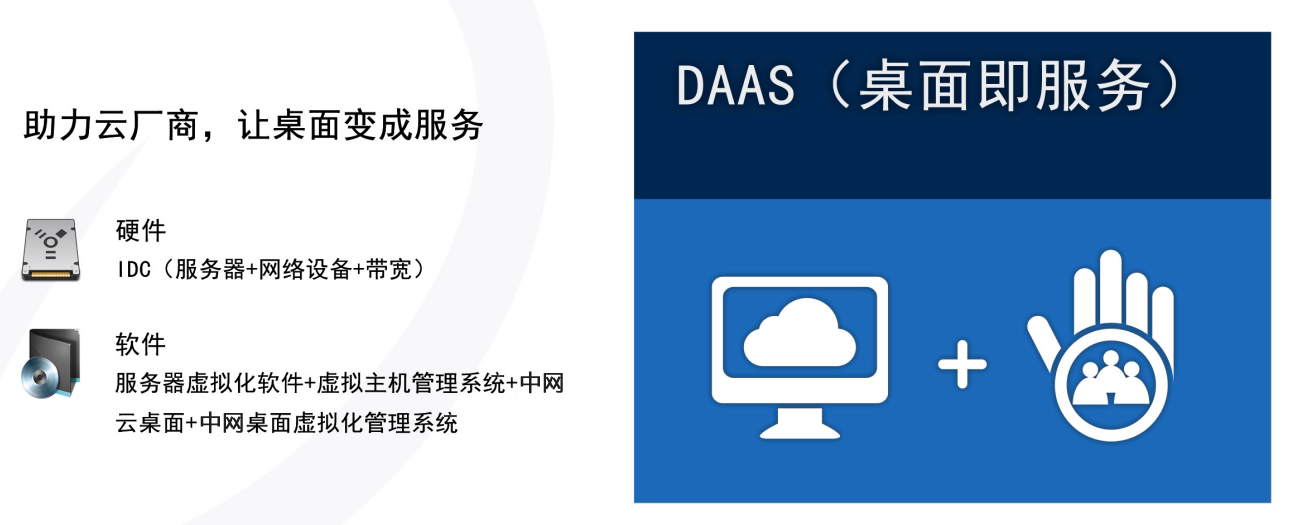 助力云厂商，让桌面变成服务
硬件
IDC（服务器+网络设备+带宽）
软件
服务器虚拟化软件+虚拟主机管理系统+中网
云桌面+中网桌面虚拟化管理系统
DAAS（桌面即服务）